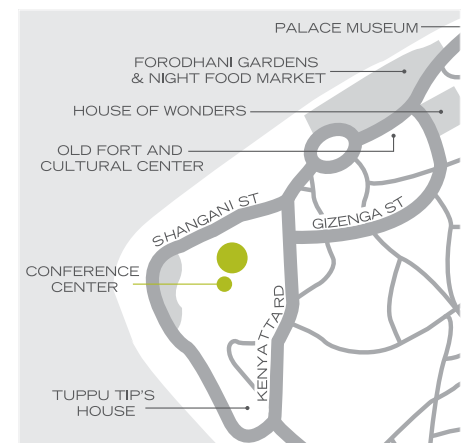 PALACE MUSEUM
FORODHANI GARDENS
& NIGHT FOOD MARKET
HOUSE OF WONDERS
OLD FORT AND
CULTURAL CENTER
SHANGANI ST
GIZENGA ST
CONFERENCE
CENTER
KENYATTA RD
TUPPU TIP'S
HOUSE